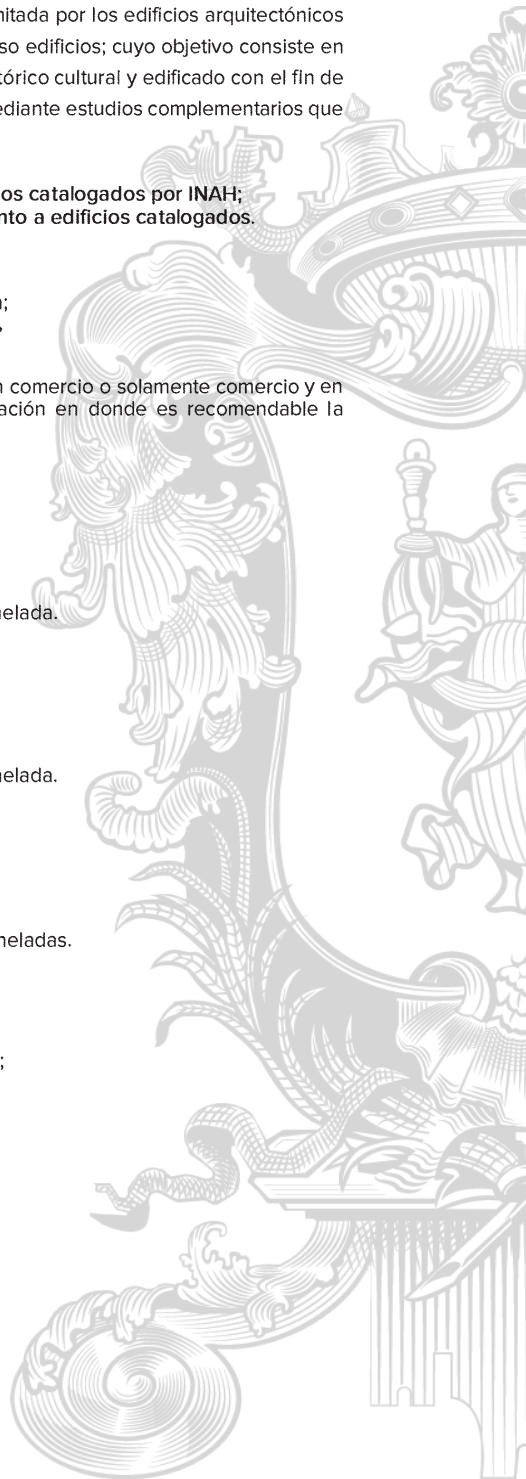 nitada por los edificios arquitectónicos
so edificios; cuyo objetivo consiste en
tórico cultural y edificado con el fin de
ediante estudios complementarios que
os catalogados por INAH;
nto a edificios catalogados.
;
n comercio o solamente comercio y en
ación en donde es recomendable la
nelada.
nelada.
neladas.
;